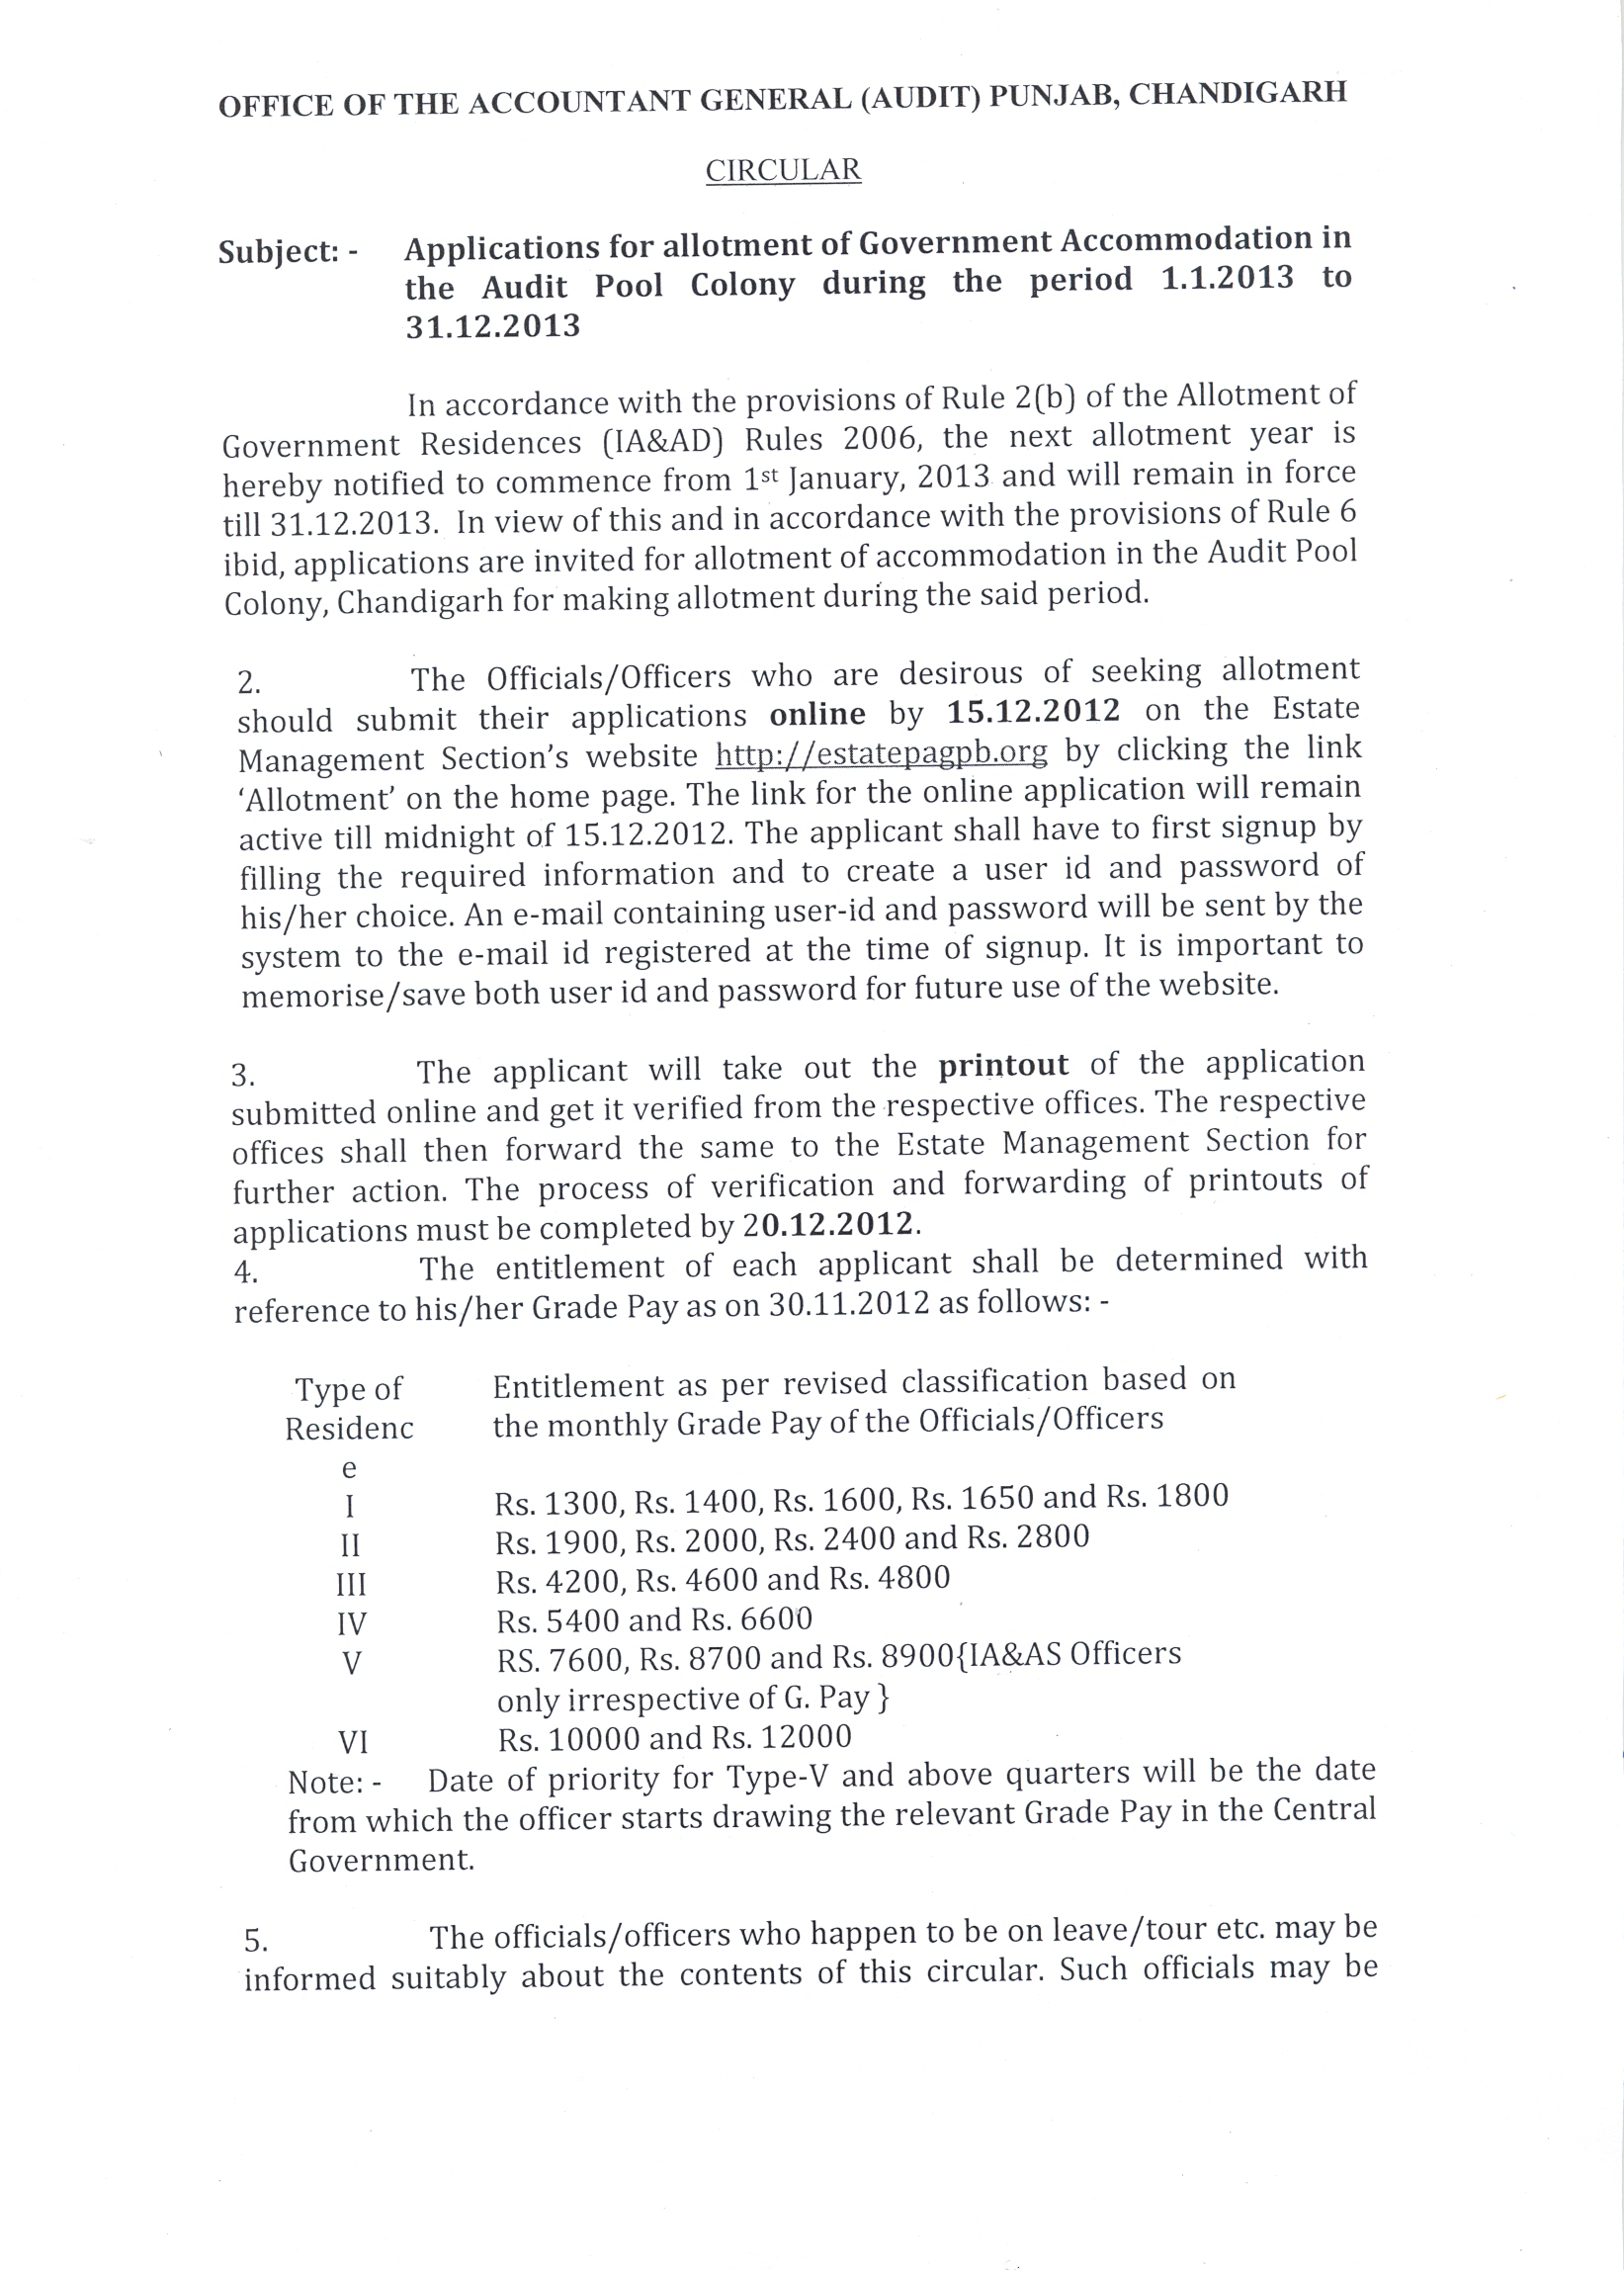 OFFICE OF THE ACCOUNTANT GENERAL (AUDIT) PUNJAB, CHANDIGARH
CIRCULAR
Subject: - Applications for allotment of Government Accommodation in
the Audit Pool Colony during the period 1.1.2013 to
31.12.2013
In accordance with the provisions of Rule 2(b) of the Allotment of
Government Residences (IA&AD) Rules 2006, the next allotment year is
hereby notified to commence from 1st January, 2013 and will remain in force
till 31.12.2013. In view of this and in accordance with the provisions of Rule 6
ibid, applications are invited for allotment of accommodation in the Audit Pool
Colony, Chandigarh for making allotment during the said period.
2. The Officials/Officers who are desirous of seeking allotment
should submit their applications online by 15.12.2012 on the Estate
Management Section's website http://estatepagpb.org by clicking the link
'Allotment' on the home page. The link for the online application will remain
active till midnight of 15.12.2012. The applicant shall have to first signup by
filling the required information and to create a user id and password of
his/her choice. An e-mail containing user-id and password will be sent by the
system to the e-mail id registered at the time of signup. It is important to
memorise/save both user id and password for future use of the website.
3. The applicant will take out the printout of the application
submitted online and get it verified from the respective offices. The respective
offices shall then forward the same to the Estate Management Section for
further action. The process of verification and forwarding of printouts of
applications must be completed by 20.12.2012.
4. The entitlement of each applicant shall be determined with
reference to his/her Grade Pay as on 30.11.2012 as follows: -
Type of Entitlement as per revised classification based on
Residenc the monthly Grade Pay of the Officials/Officers
e
I Rs. 1300, Rs. 1400, Rs. 1600, Rs. 1650 and Rs. 1800
II Rs. 1900, Rs. 2000, Rs. 2400 and Rs. 2800
III Rs. 4200, Rs. 4600 and Rs. 4800
IV Rs. 5400 and Rs. 6600
V RS. 7600, Rs. 8700 and Rs. 8900{IA&AS Officers
only irrespective of G. Pay }
VI Rs. 10000 and Rs. 12000
Note: - Date of priority for Type-V and above quarters will be the date
from which the officer starts drawing the relevant Grade Pay in the Central
Government.
5. The officials/officers who happen to be on leave/tour etc. may be
informed suitably about the contents of this circular. Such officials may be